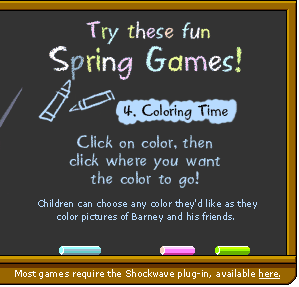 Try these fun
Spring Games!
4. Coloring Time
Click on color, then
click where you want
the color to go!
Children can choose any color they'd like as they
color pictures of Barney and his friends.
Most games require the Shockwave plug-in, available here.